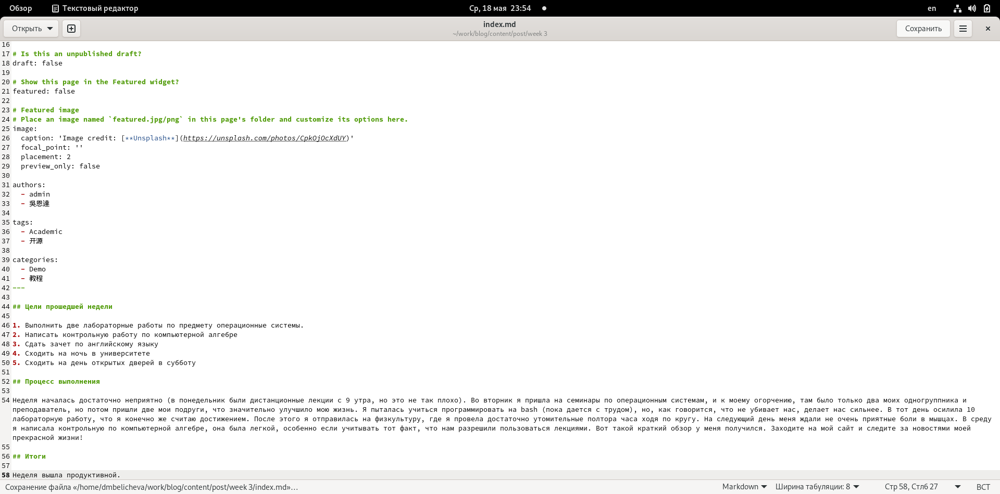 Обзор Текстовый редактор Ср, 18 мая 23:54 en
Открыть index.md Сохранить
~/work/blog/content/post/week 3
16
17 # Is this an unpublished draft?
18 draft: false
19
20 # Show this page in the Featured widget?
21 featured: false
22
23 # Featured image
24 # Place an image named `featured.jpg/png` in this page's folder and customize its options here.
25 image:
26   caption: 'Image credit: [**Unsplash**](https://unsplash.com/photos/CpkOjOcXdUY)'
27   focal_point: ''
28   placement: 2
29   preview_only: false
30
31 authors:
32   - admin
33   - 吳恩達
34
35 tags:
36   - Academic
37   - 开源
38
39 categories:
40   - Demo
41   - 教程
42 ---
43
44 ## Цели прошедшей недели
45
46 1. Выполнить две лабораторные работы по предмету операционные системы.
47 2. Написать контрольную работу по компьютерной алгебре
48 3. Сдать зачет по английскому языку
49 4. Сходить на ночь в университете
50 5. Сходить на день открытых дверей в субботу
51
52 ## Процесс выполнения
53
54 Неделя началась достаточно неприятно (в понедельник были дистанционные лекции с 9 утра, но это не так плохо). Во вторник я пришла на семинары по операционным системам, и к моему огорчению, там было только два моих одногруппника и
преподаватель, но потом пришли две мои подруги, что значительно улучшило мою жизнь. Я пыталась учиться программировать на bash (пока дается с трудом), но, как говорится, что не убивает нас, делает нас сильнее. В тот день осилила 10
лабораторную работу, что я конечно же считаю достижением. После этого я отправилась на физкультуру, где я провела достаточно утомительные полтора часа ходя по кругу. На следующий день меня ждали не очень приятные боли в мышцах. В среду
я написала контрольную по компьютерной алгебре, она была легкой, особенно если учитывать тот факт, что нам разрешили пользоваться лекциями. Вот такой краткий обзор у меня получился. Заходите на мой сайт и следите за новостями моей
прекрасной жизни!
55
56 ## Итоги
57
58 Неделя вышла продуктивной.
Сохранение файла «/home/dmbelicheva/work/blog/content/post/week 3/index.md»… Markdown Ширина табуляции: 8 Стр 58, Стлб 27 ВСТ